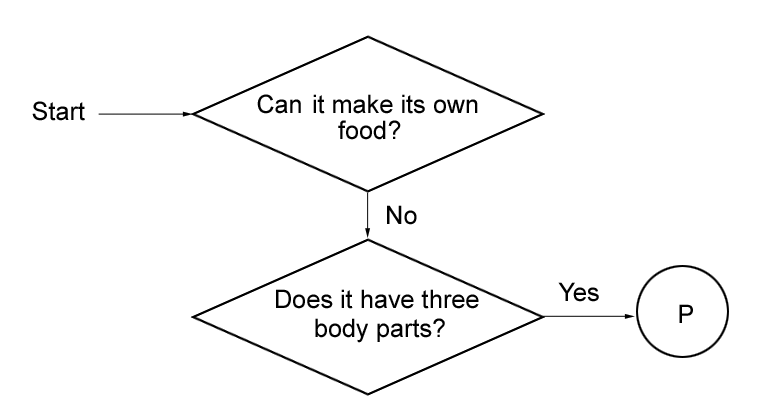 Start
Can it make its own
food?
No
Does it have three
body parts?
Yes
P